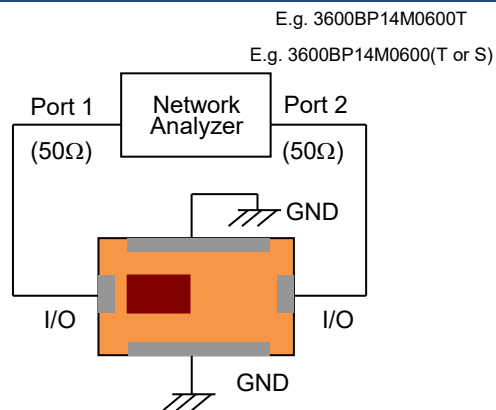 E.g. 3600BP14M0600T
E.g. 3600BP14M0600(T or S)
Port 1
Network
Analyzer
Port 2
(50Ω)
(50Ω)
GND
I/O
I/O
GND